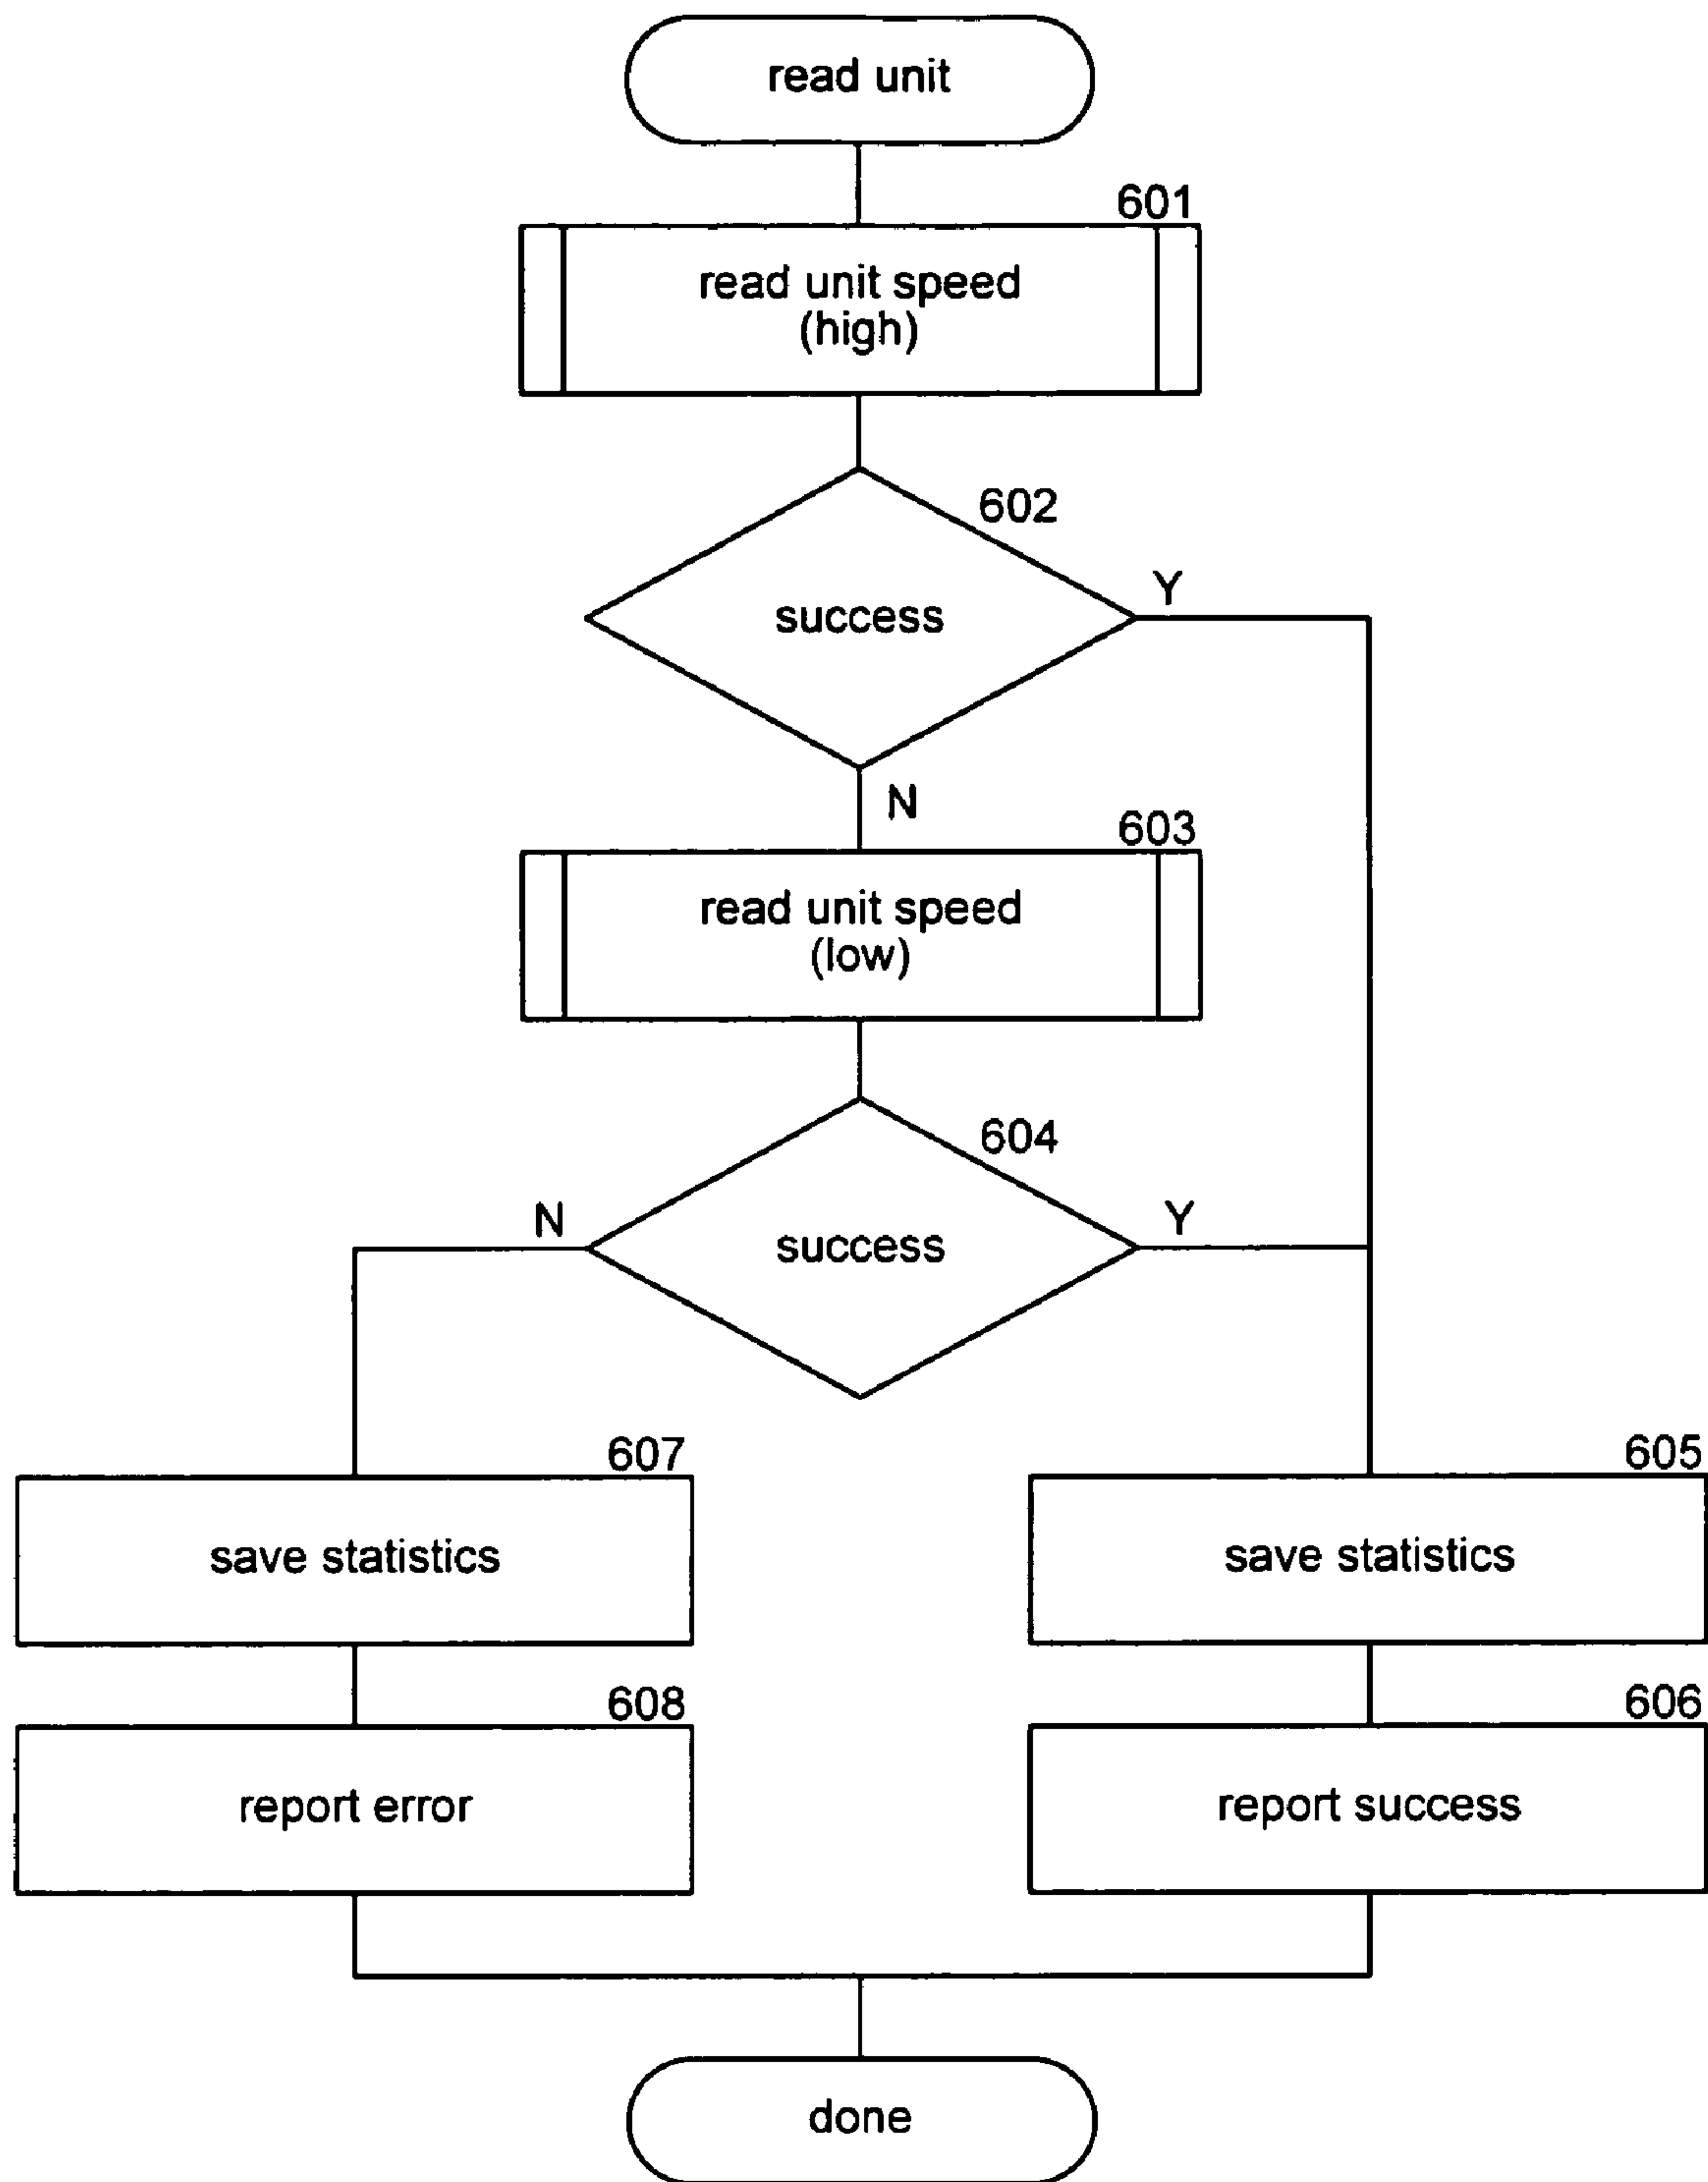 read unit
601
read unit speed
(high)
602
Y
success
N
603
read unit speed
(low)
604
N
Y
success
607
605
save statistics
save statistics
608
606
report error
report success
done